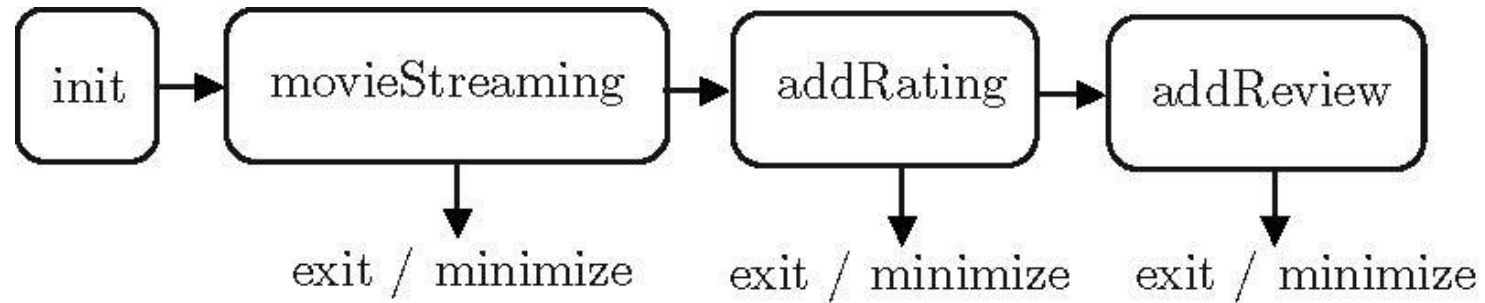 init
movieStreaming
addRating
addReview
exit / minimize
exit / minimize
exit / minimize